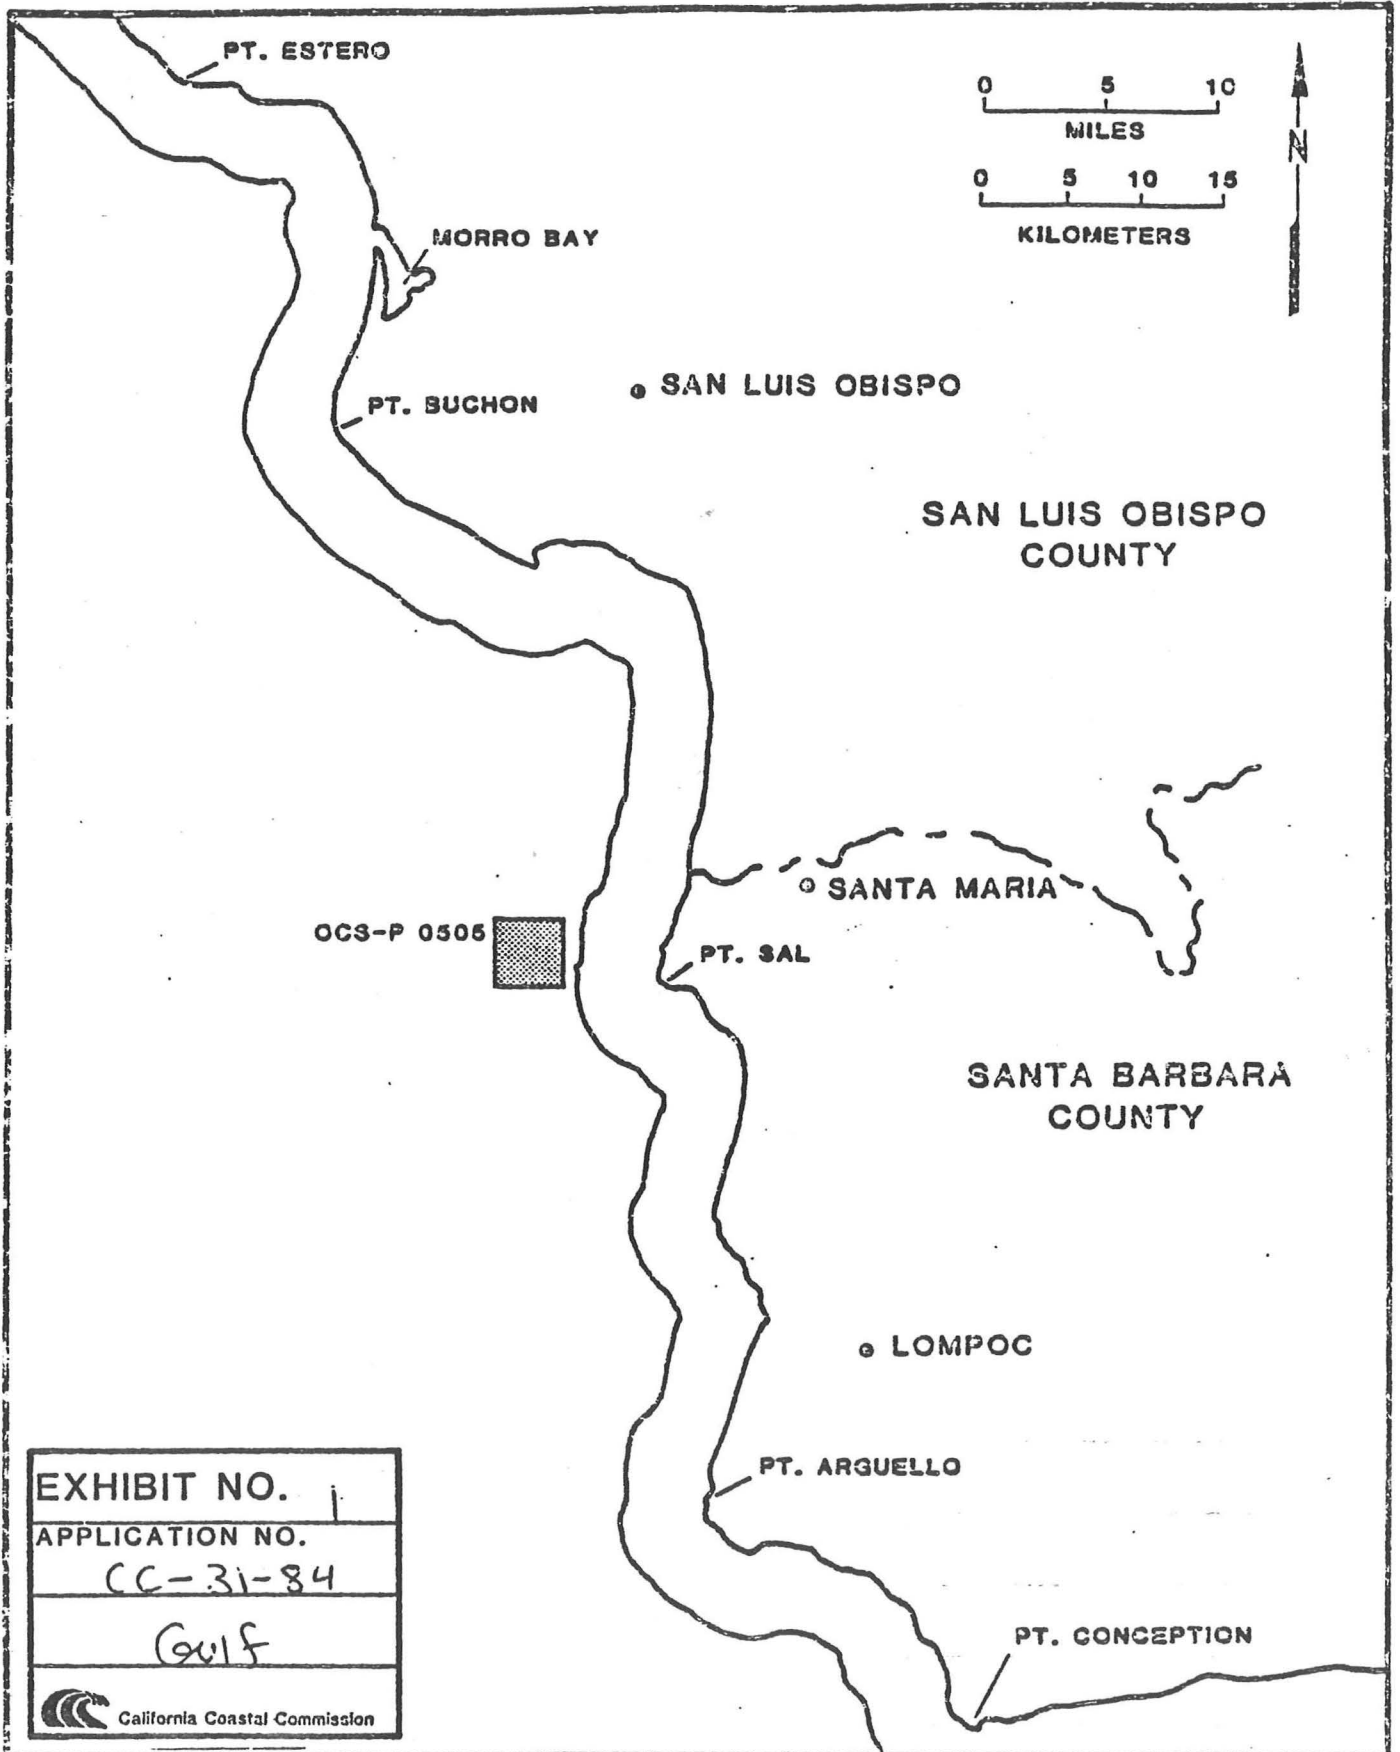 PT. ESTERO
0 5 10
MILES
0 5 10 15
KILOMETERS
N
MORRO BAY
SAN LUIS OBISPO
PT. BUCHON
SAN LUIS OBISPO
COUNTY
SANTA MARIA
OCS-P 0505
PT. SAL
SANTA BARBARA
COUNTY
LOMPOC
PT. ARGUELLO
PT. CONCEPTION
EXHIBIT NO. 1
APPLICATION NO.
CC-31-84
Gulf
California Coastal Commission